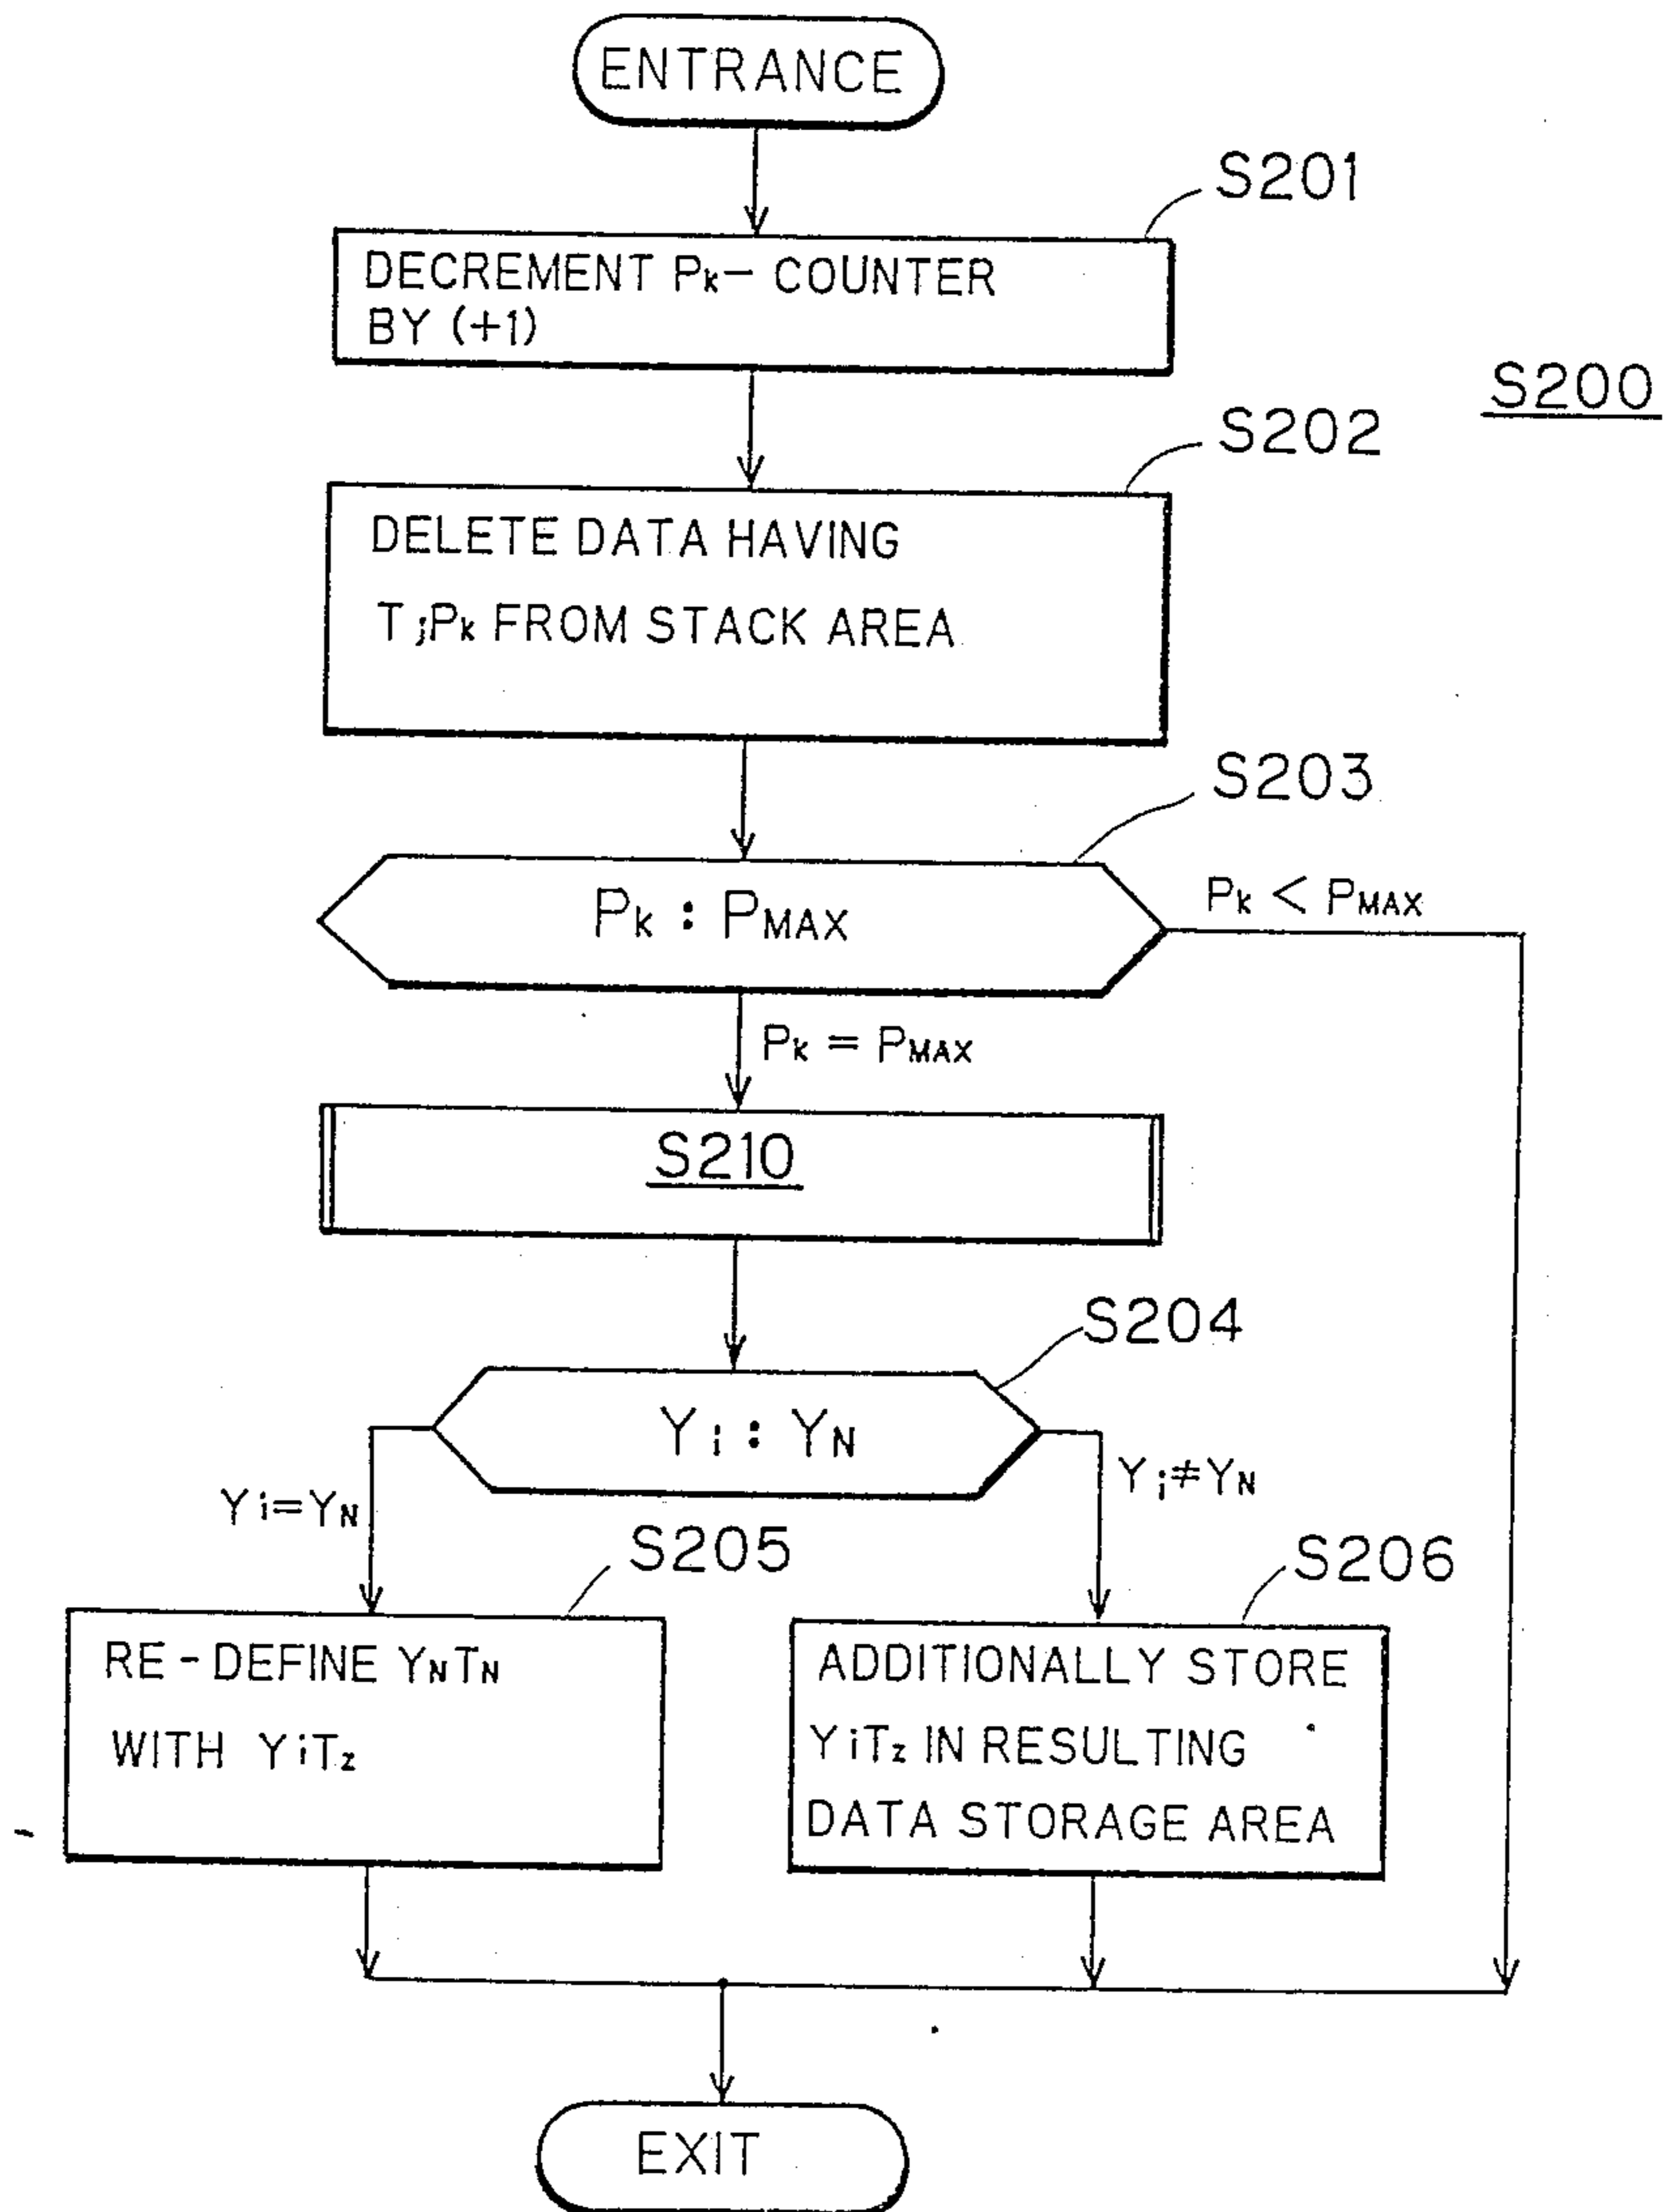 ENTRANCE
S201
DECREMENT Pk- COUNTER
BY (+1)
S200
S202
DELETE DATA HAVING
TjPk FROM STACK AREA
S203
Pk : PMAX
Pk < PMAX
Pk = PMAX
S210
S204
Yi : YN
Yi=YN
Yi≠YN
S205
S206
RE-DEFINE YNTN
WITH YiTz
ADDITIONALLY STORE
YiTz IN RESULTING
DATA STORAGE AREA
EXIT